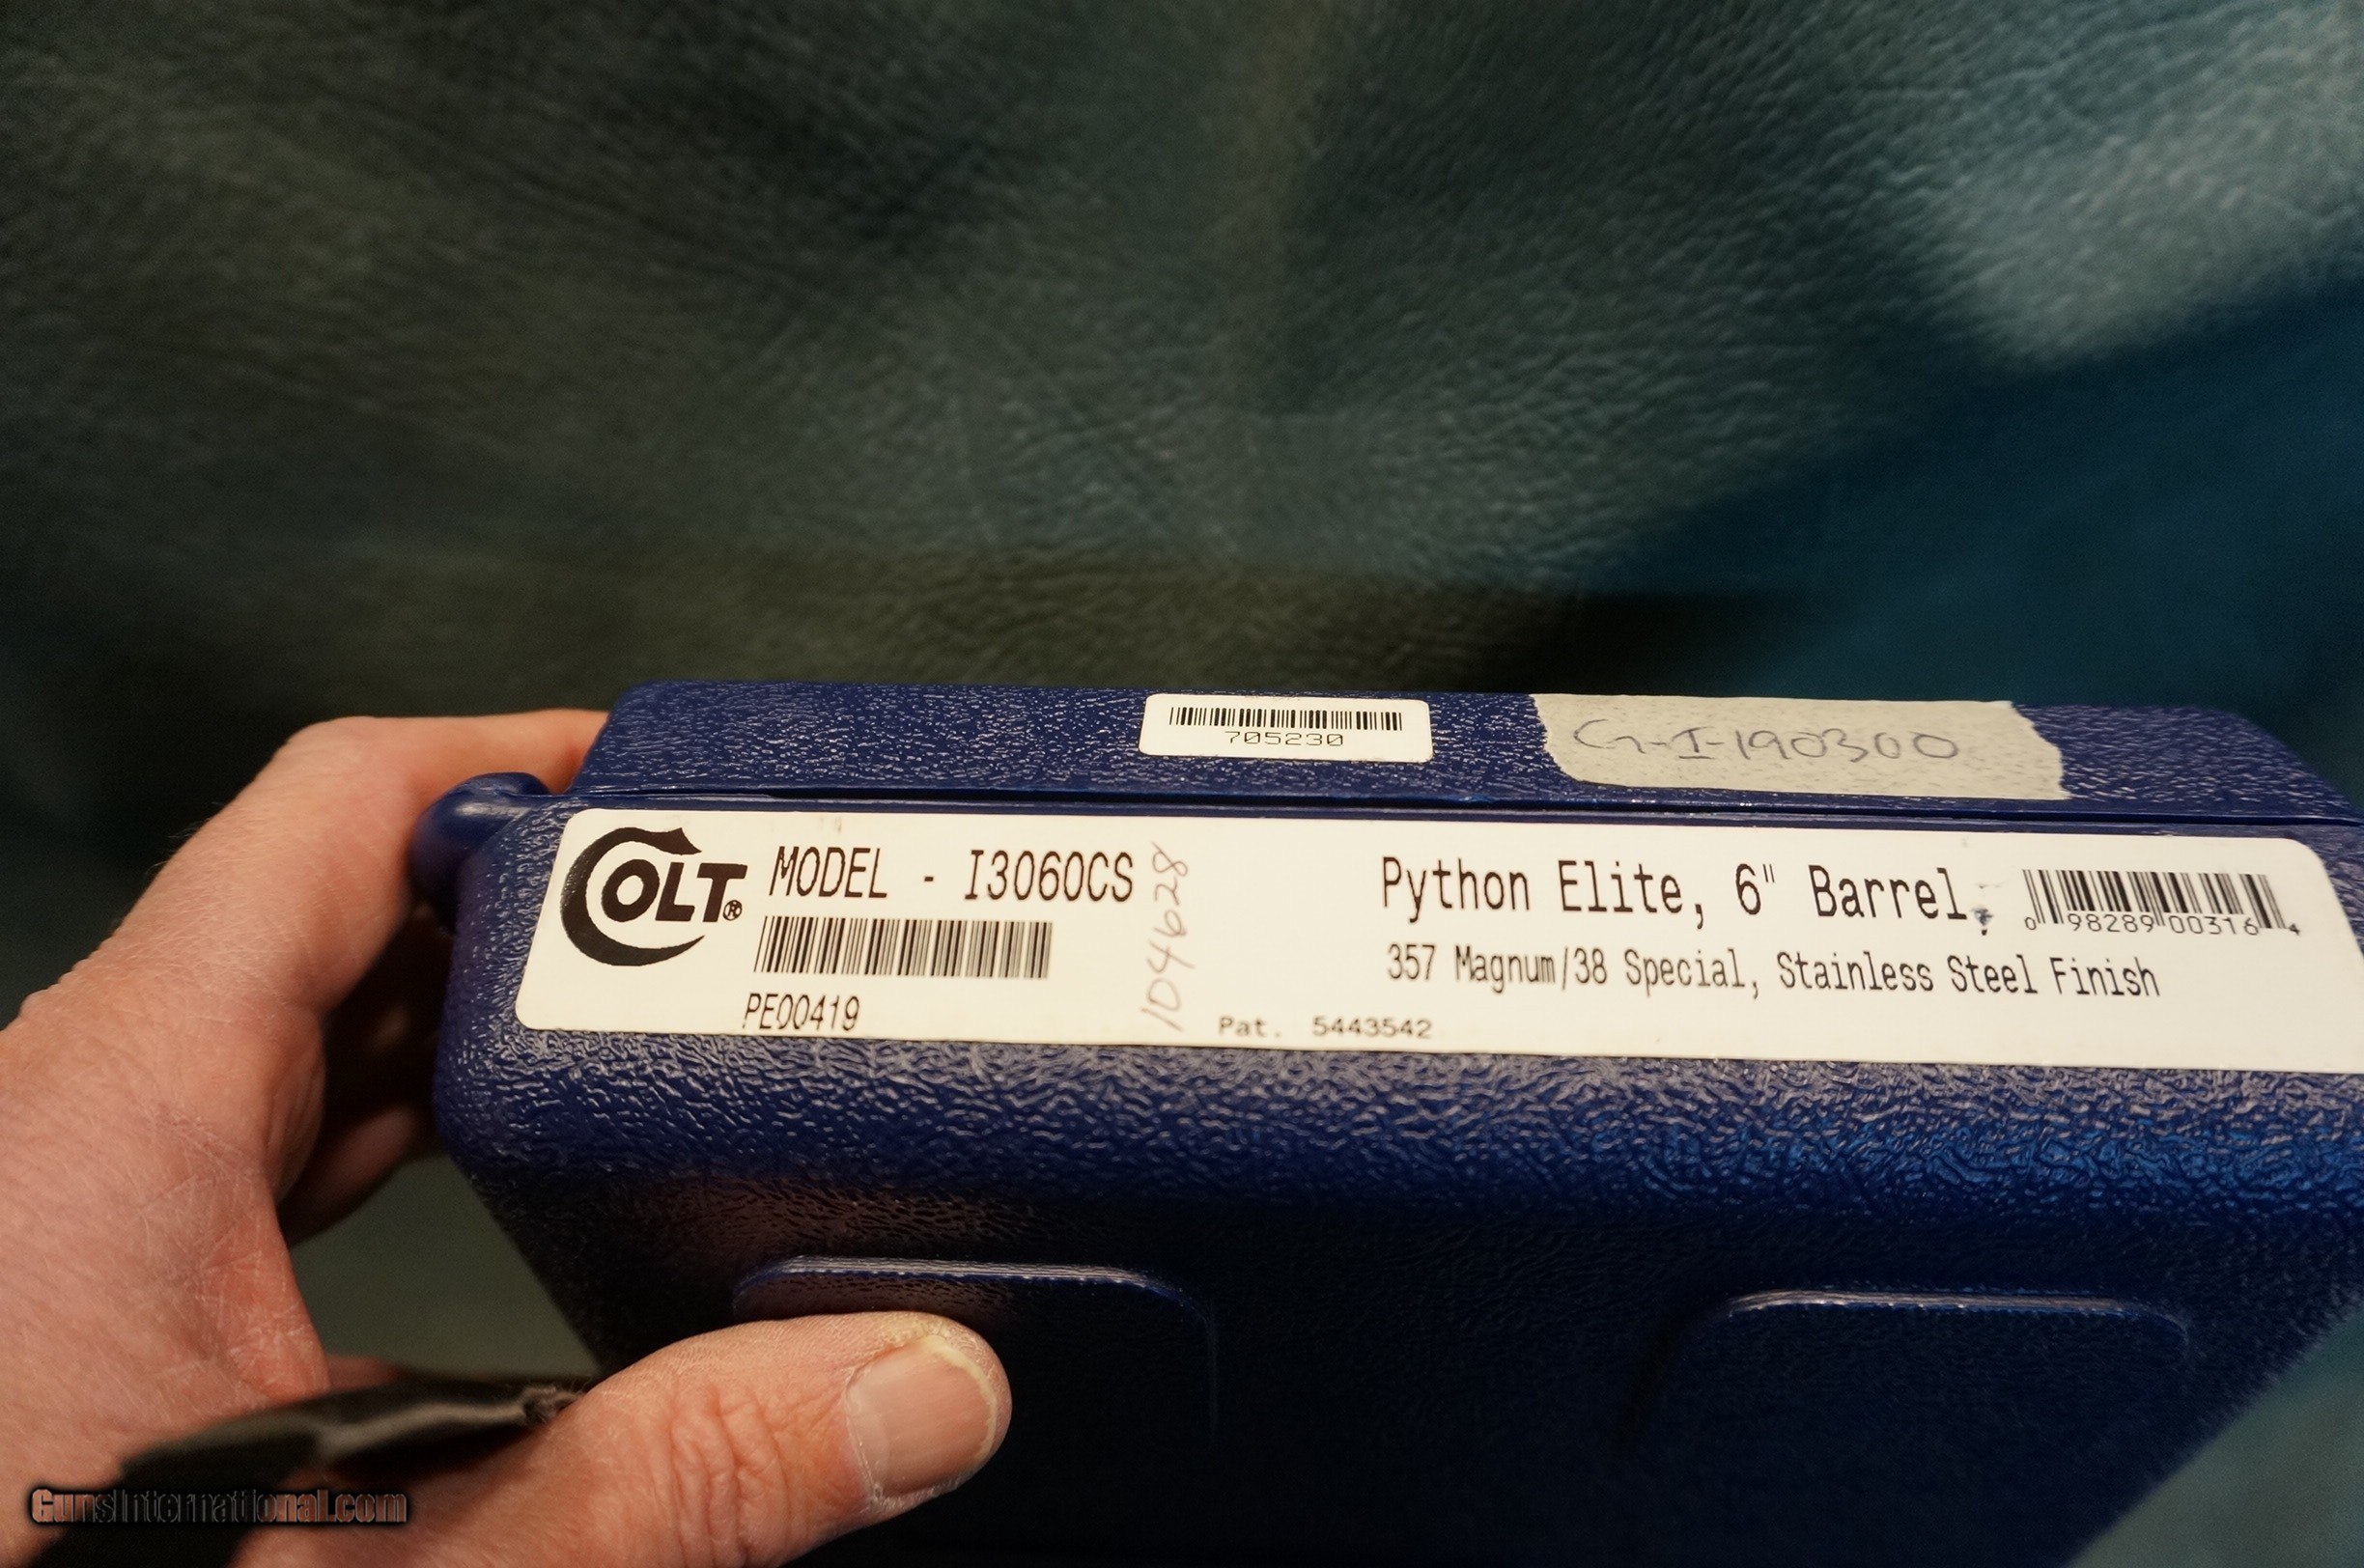 705230
G-I-190300
COLT®
MODEL - I3060CS
PE00419
104628
Python Elite, 6" Barrel,
0 98289 00316 4
357 Magnum/38 Special, Stainless Steel Finish
Pat. 5443542
GunsInternational.com